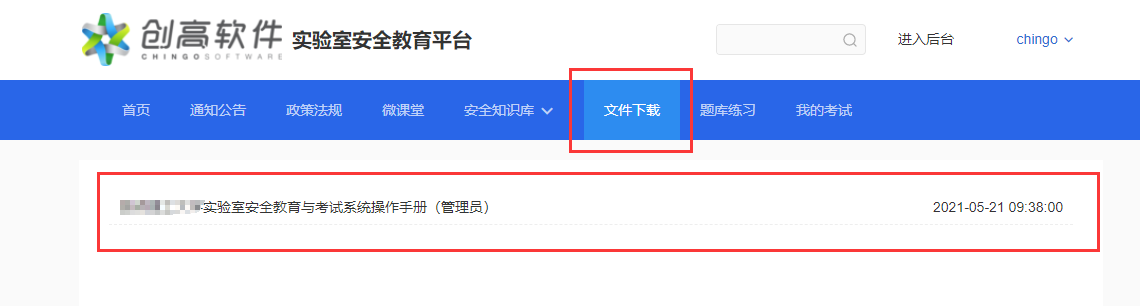 创高软件
CHINGOSOFTWARE
实验室安全教育平台
进入后台
chingo
首页 通知公告 政策法规 微课堂 安全知识库 文件下载 题库练习 我的考试
实验室安全教育与考试系统操作手册（管理员） 2021-05-21 09:38:00